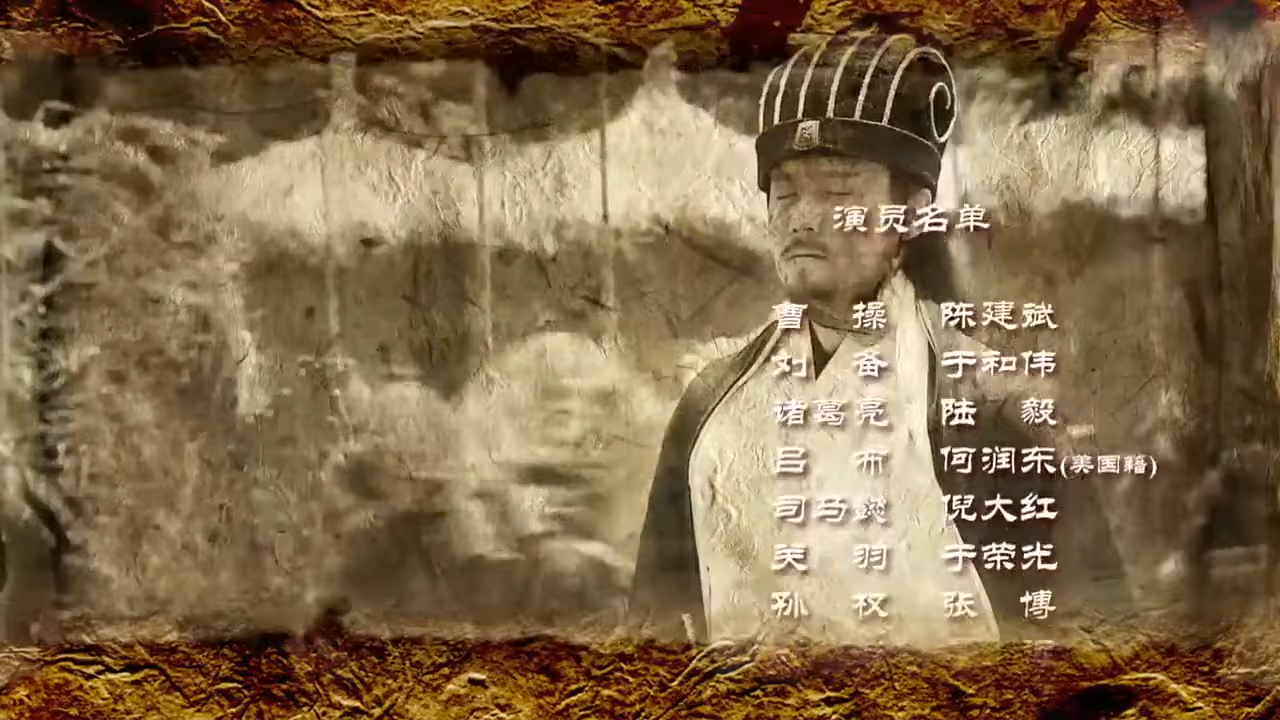 演员名单
曹 操 陈建斌
刘 备 于和伟
诸葛亮 陆 毅
吕 布 何润东(美国籍)
司马懿 倪大红
关 羽 于荣光
孙 权 张 博